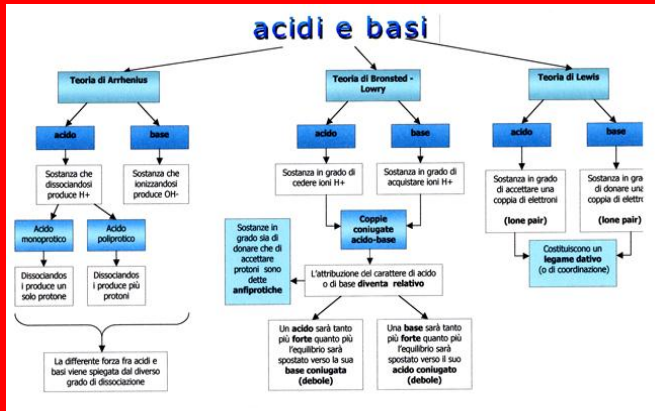 acidi e basi
Teoria di Arrhenius
acido
base
Sostanza che
dissociandosi
produce H+
Sostanza che
ionizzandosi
produce OH-
Acido
monoprotico
Acido
poliprotico
Dissociandos
i produce un
solo protone
Dissociandos
i produce più
protoni
La differente forza fra acidi e
basi viene spiegata dal diverso
grado di dissociazione
Teoria di Bronsted -
Lowry
acido
base
Sostanza in grado di
cedere ioni H+
Sostanza in grado di
acquistare ioni H+
Coppie
coniugate
acido-base
Sostanze in
grado sia di
donare che di
accettare
protoni sono
dette
anfiprotiche
L'attribuzione del carattere di acido
o di base diventa relativo
Un acido sarà tanto
più forte quanto più
l'equilibrio sarà
spostato verso la sua
base coniugata
(debole)
Una base sarà tanto
più forte quanto più
l'equilibrio sarà
spostato verso il suo
acido coniugato
(debole)
Teoria di Lewis
acido
base
Sostanza in grado
di accettare una
coppia di elettroni
(lone pair)
Sostanza in gra
di donare una
coppia di elettro
(lone pair)
Costituiscono un
legame dativo
(o di coordinazione)